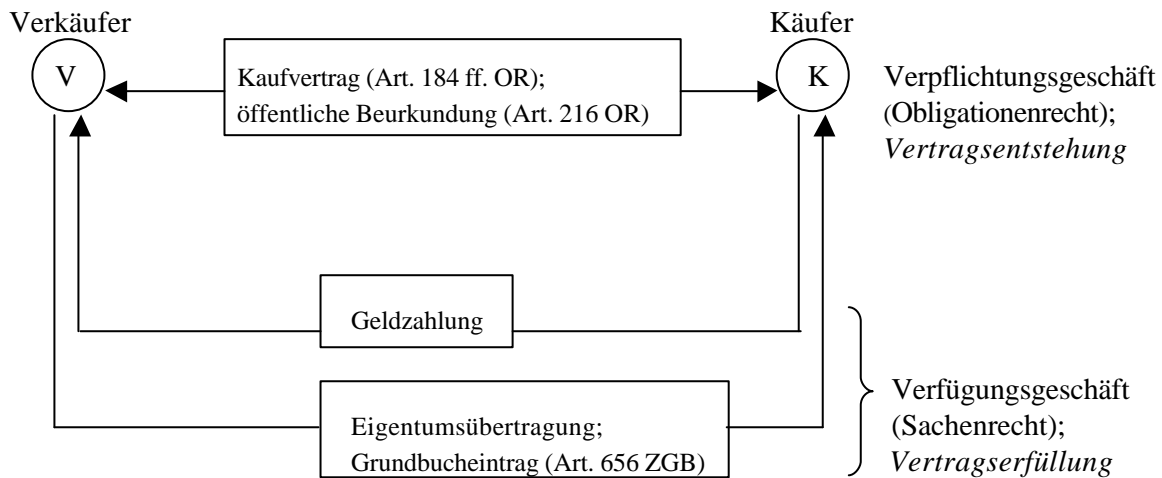 Verkäufer
Käufer
V
Kaufvertrag (Art. 184 ff. OR);
öffentliche Beurkundung (Art. 216 OR)
K
Verpflichtungsgeschäft
(Obligationenrecht);
Vertragsentstehung
Geldzahlung
Eigentumsübertragung;
Grundbucheintrag (Art. 656 ZGB)
Verfügungsgeschäft
(Sachenrecht);
Vertragserfüllung